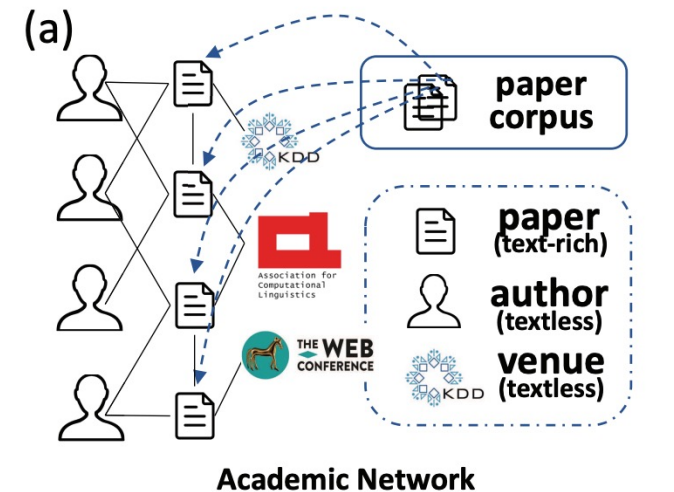 (a)
paper
corpus
KDD
Association for
Computational
Linguistics
THE WEB
CONFERENCE
paper
(text-rich)
author
(textless)
venue
(textless)
KDD
Academic Network